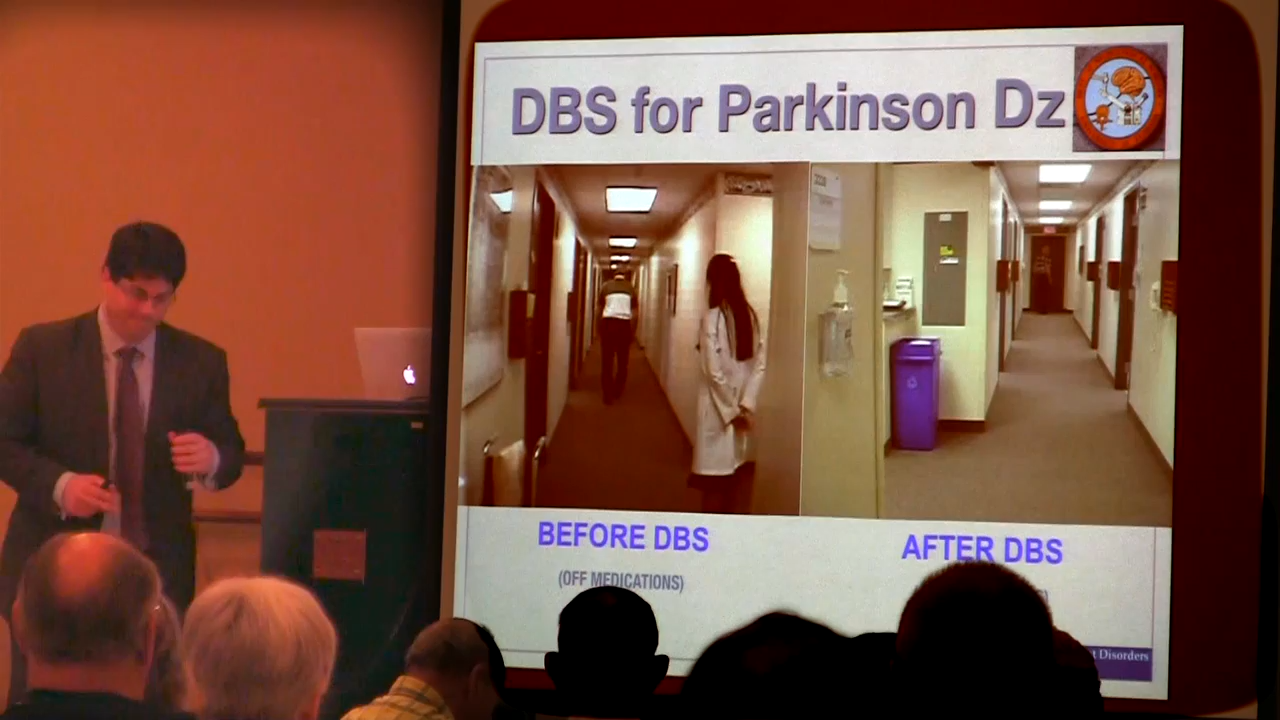 DBS for Parkinson Dz
BEFORE DBS
AFTER DBS
(OFF MEDICATIONS)
t Disorders